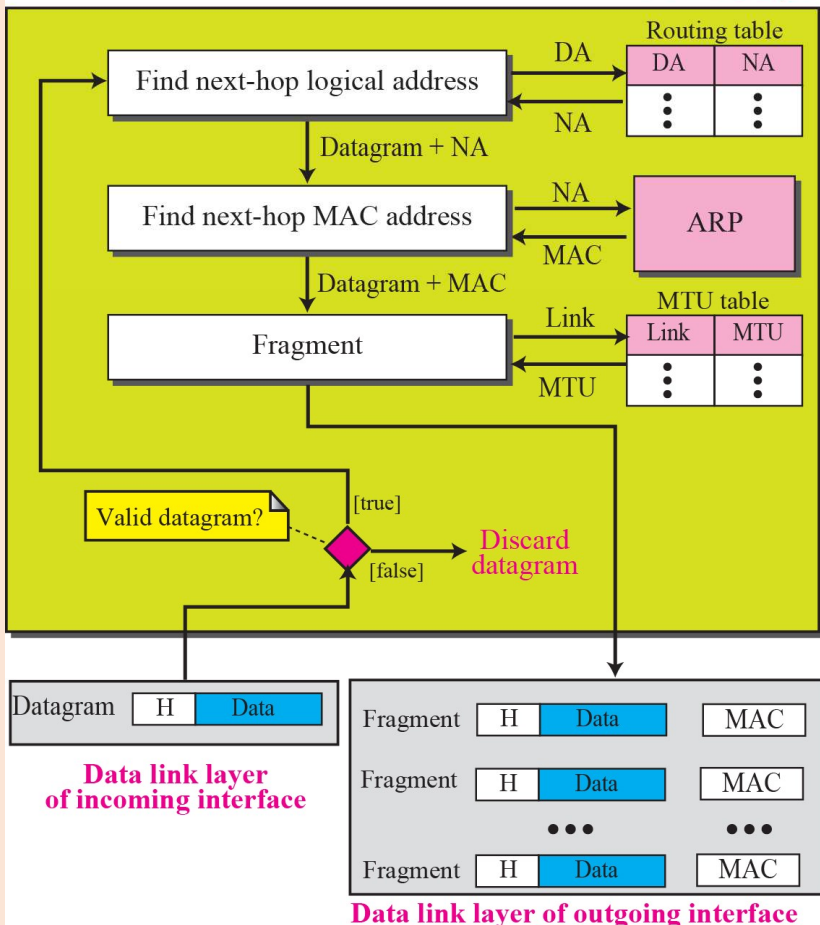 Routing table
DA
Find next-hop logical address
DA NA
NA
Datagram + NA
NA
Find next-hop MAC address
ARP
MAC
Datagram + MAC
MTU table
Link
Fragment
Link MTU
MTU
Valid datagram?
[true]
[false]
Discard
datagram
Datagram H Data
Data link layer
of incoming interface
Fragment H Data MAC
Fragment H Data MAC
Fragment H Data MAC
Data link layer of outgoing interface